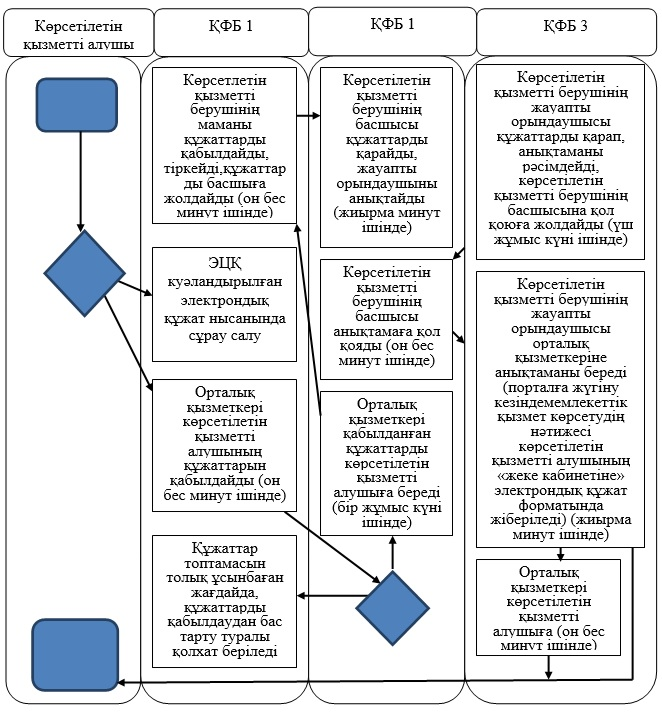 Көрсетілетін
қызметті алушы
ҚФБ 1
ҚФБ 1
ҚФБ 3
Көрсетлетін
қызметті
берушінің
маманы
құжаттарды
қабылдайды,
тіркейді,құжаттар
ды басшыға
жолдайды (он бес
минут ішінде)
ЭЦҚ
куәландырылған
электрондық
құжат нысанында
сұрау салу
Орталық
қызметкері
көрсетілетін
қызметті
алушының
құжаттарын
қабылдайды (он
бес минут ішінде)
Құжаттар
топтамасын
толық ұсынбаған
жағдайда,
құжаттарды
қабылдаудан бас
тарту туралы
қолхат беріледі
Көрсетілетін
қызметті
берушінің
басшысы
құжаттарды
қарайды,
жауапты
орындаушыны
анықтайды
(жиырма минут
ішінде)
Көрсетілетін
қызметті
берушінің
басшысы
анықтамаға қол
қояды (он бес
минут ішінде)
Орталық
қызметкері
қабылданған
құжаттарды
көрсетілетін
қызметті
алушыға береді
(бір жұмыс күні
ішінде)
Көрсетілетін
қызметті берушінің
жауапты
орындаушысы
құжаттарды қарап,
анықтаманы
рәсімдейді,
көрсетілетін
қызметті берушінің
басшысына қол
қоюға жолдайды (үш
жұмыс күні ішінде)
Көрсетілетін
қызметті берушінің
жауапты
орындаушысы
орталық
қызметкеріне
анықтаманы береді
(порталға жүгіну
кезіндемемлекеттік
қызмет көрсетудің
нәтижесі
көрсетілетін
қызметті алушының
«жеке кабинетіне»
электрондық құжат
форматында
жіберіледі) (жиырма
минут ішінде)
Орталық
қызметкері
көрсетілетін
қызметті
алушыға (он бес
минут ішінде)